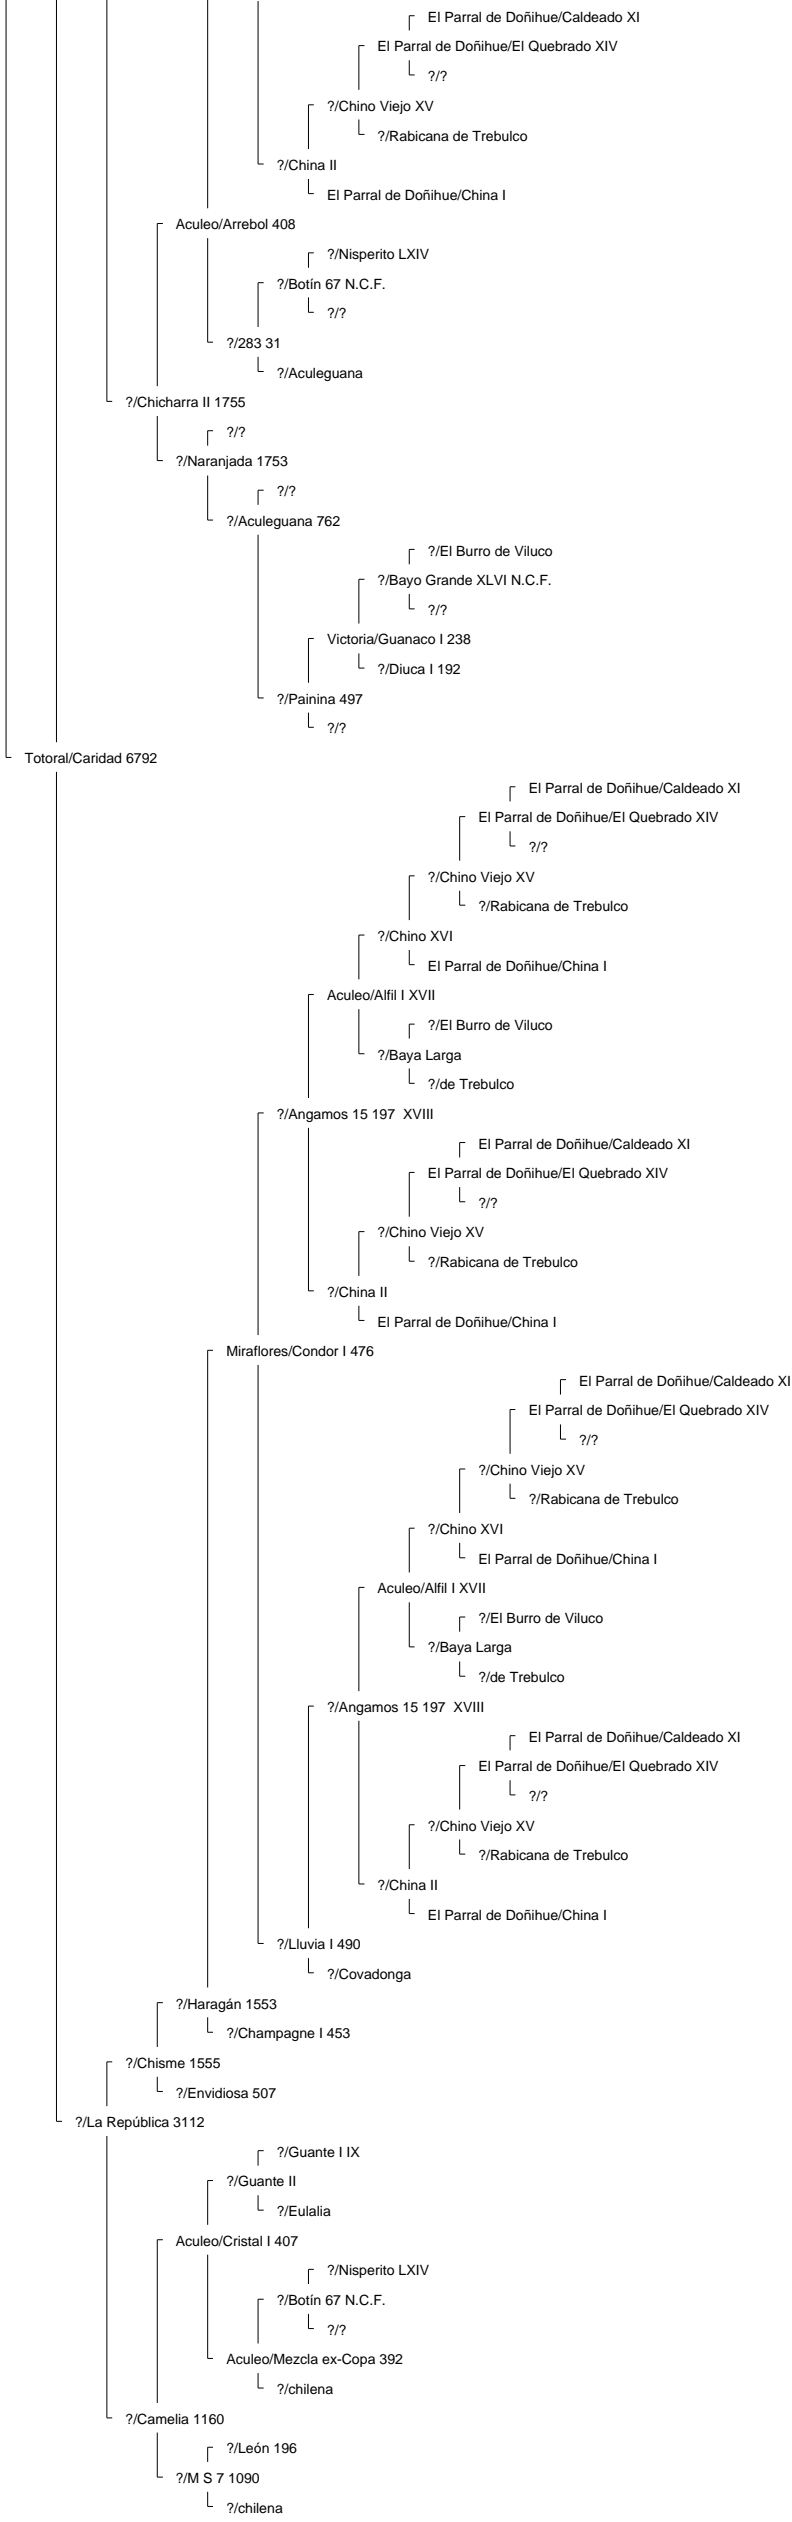 El Parral de Doñihue/Caldeado XI
El Parral de Doñihue/El Quebrado XIV
?/?
?/Chino Viejo XV
?/Rabicana de Trebulco
?/China II
El Parral de Doñihue/China I
Aculeo/Arrebol 408
?/Nisperito LXIV
?/Botín 67 N.C.F.
?/?
?/283 31
?/Aculeguana
?/Chicharra II 1755
?/?
?/Naranjada 1753
?/?
?/Aculeguana 762
?/El Burro de Viluco
?/Bayo Grande XLVI N.C.F.
?/?
Victoria/Guanaco I 238
?/Diuca I 192
?/Painina 497
?/?
Totoral/Caridad 6792
El Parral de Doñihue/Caldeado XI
El Parral de Doñihue/El Quebrado XIV
?/?
?/Chino Viejo XV
?/Rabicana de Trebulco
?/Chino XVI
El Parral de Doñihue/China I
Aculeo/Alfil I XVII
?/El Burro de Viluco
?/Baya Larga
?/de Trebulco
?/Angamos 15 197  XVIII
El Parral de Doñihue/Caldeado XI
El Parral de Doñihue/El Quebrado XIV
?/?
?/Chino Viejo XV
?/Rabicana de Trebulco
?/China II
El Parral de Doñihue/China I
Miraflores/Condor I 476
El Parral de Doñihue/Caldeado XI
El Parral de Doñihue/El Quebrado XIV
?/?
?/Chino Viejo XV
?/Rabicana de Trebulco
?/Chino XVI
El Parral de Doñihue/China I
Aculeo/Alfil I XVII
?/El Burro de Viluco
?/Baya Larga
?/de Trebulco
?/Angamos 15 197  XVIII
El Parral de Doñihue/Caldeado XI
El Parral de Doñihue/El Quebrado XIV
?/?
?/Chino Viejo XV
?/Rabicana de Trebulco
?/China II
El Parral de Doñihue/China I
?/Lluvia I 490
?/Covadonga
?/Haragán 1553
?/Champagne I 453
?/Chisme 1555
?/Envidiosa 507
?/La República 3112
?/Guante I IX
?/Guante II
?/Eulalia
Aculeo/Cristal I 407
?/Nisperito LXIV
?/Botín 67 N.C.F.
?/?
Aculeo/Mezcla ex-Copa 392
?/chilena
?/Camelia 1160
?/León 196
?/M S 7 1090
?/chilena